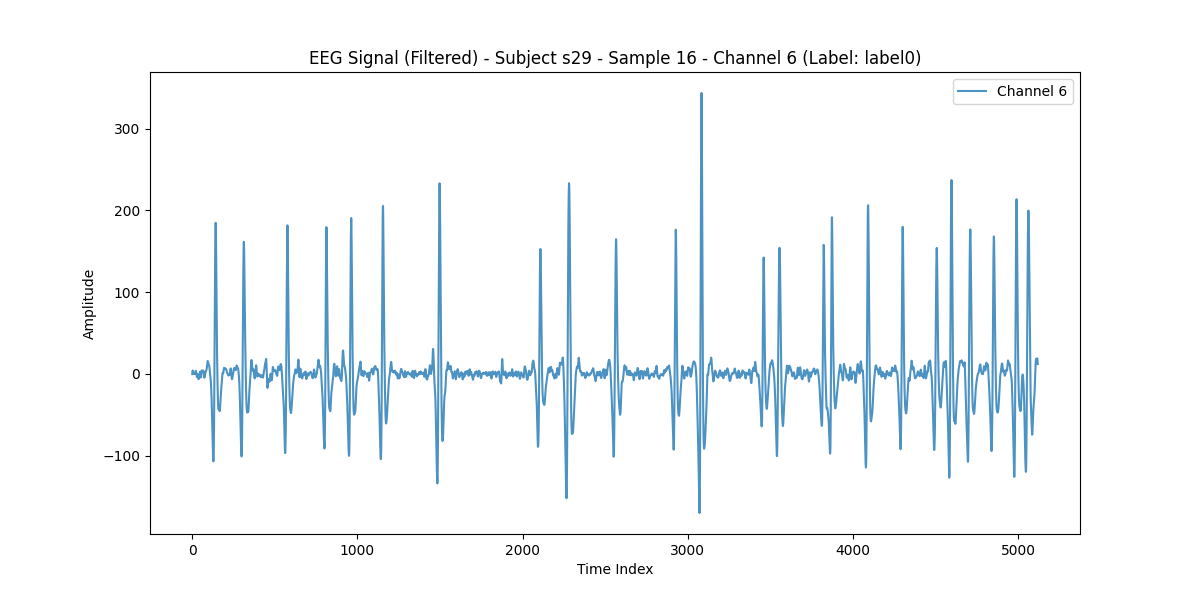 EEG Signal (Filtered) - Subject s29 - Sample 16 - Channel 6 (Label: label0)
Channel 6
300
200
100
0
−100
Amplitude
0 1000 2000 3000 4000 5000
Time Index